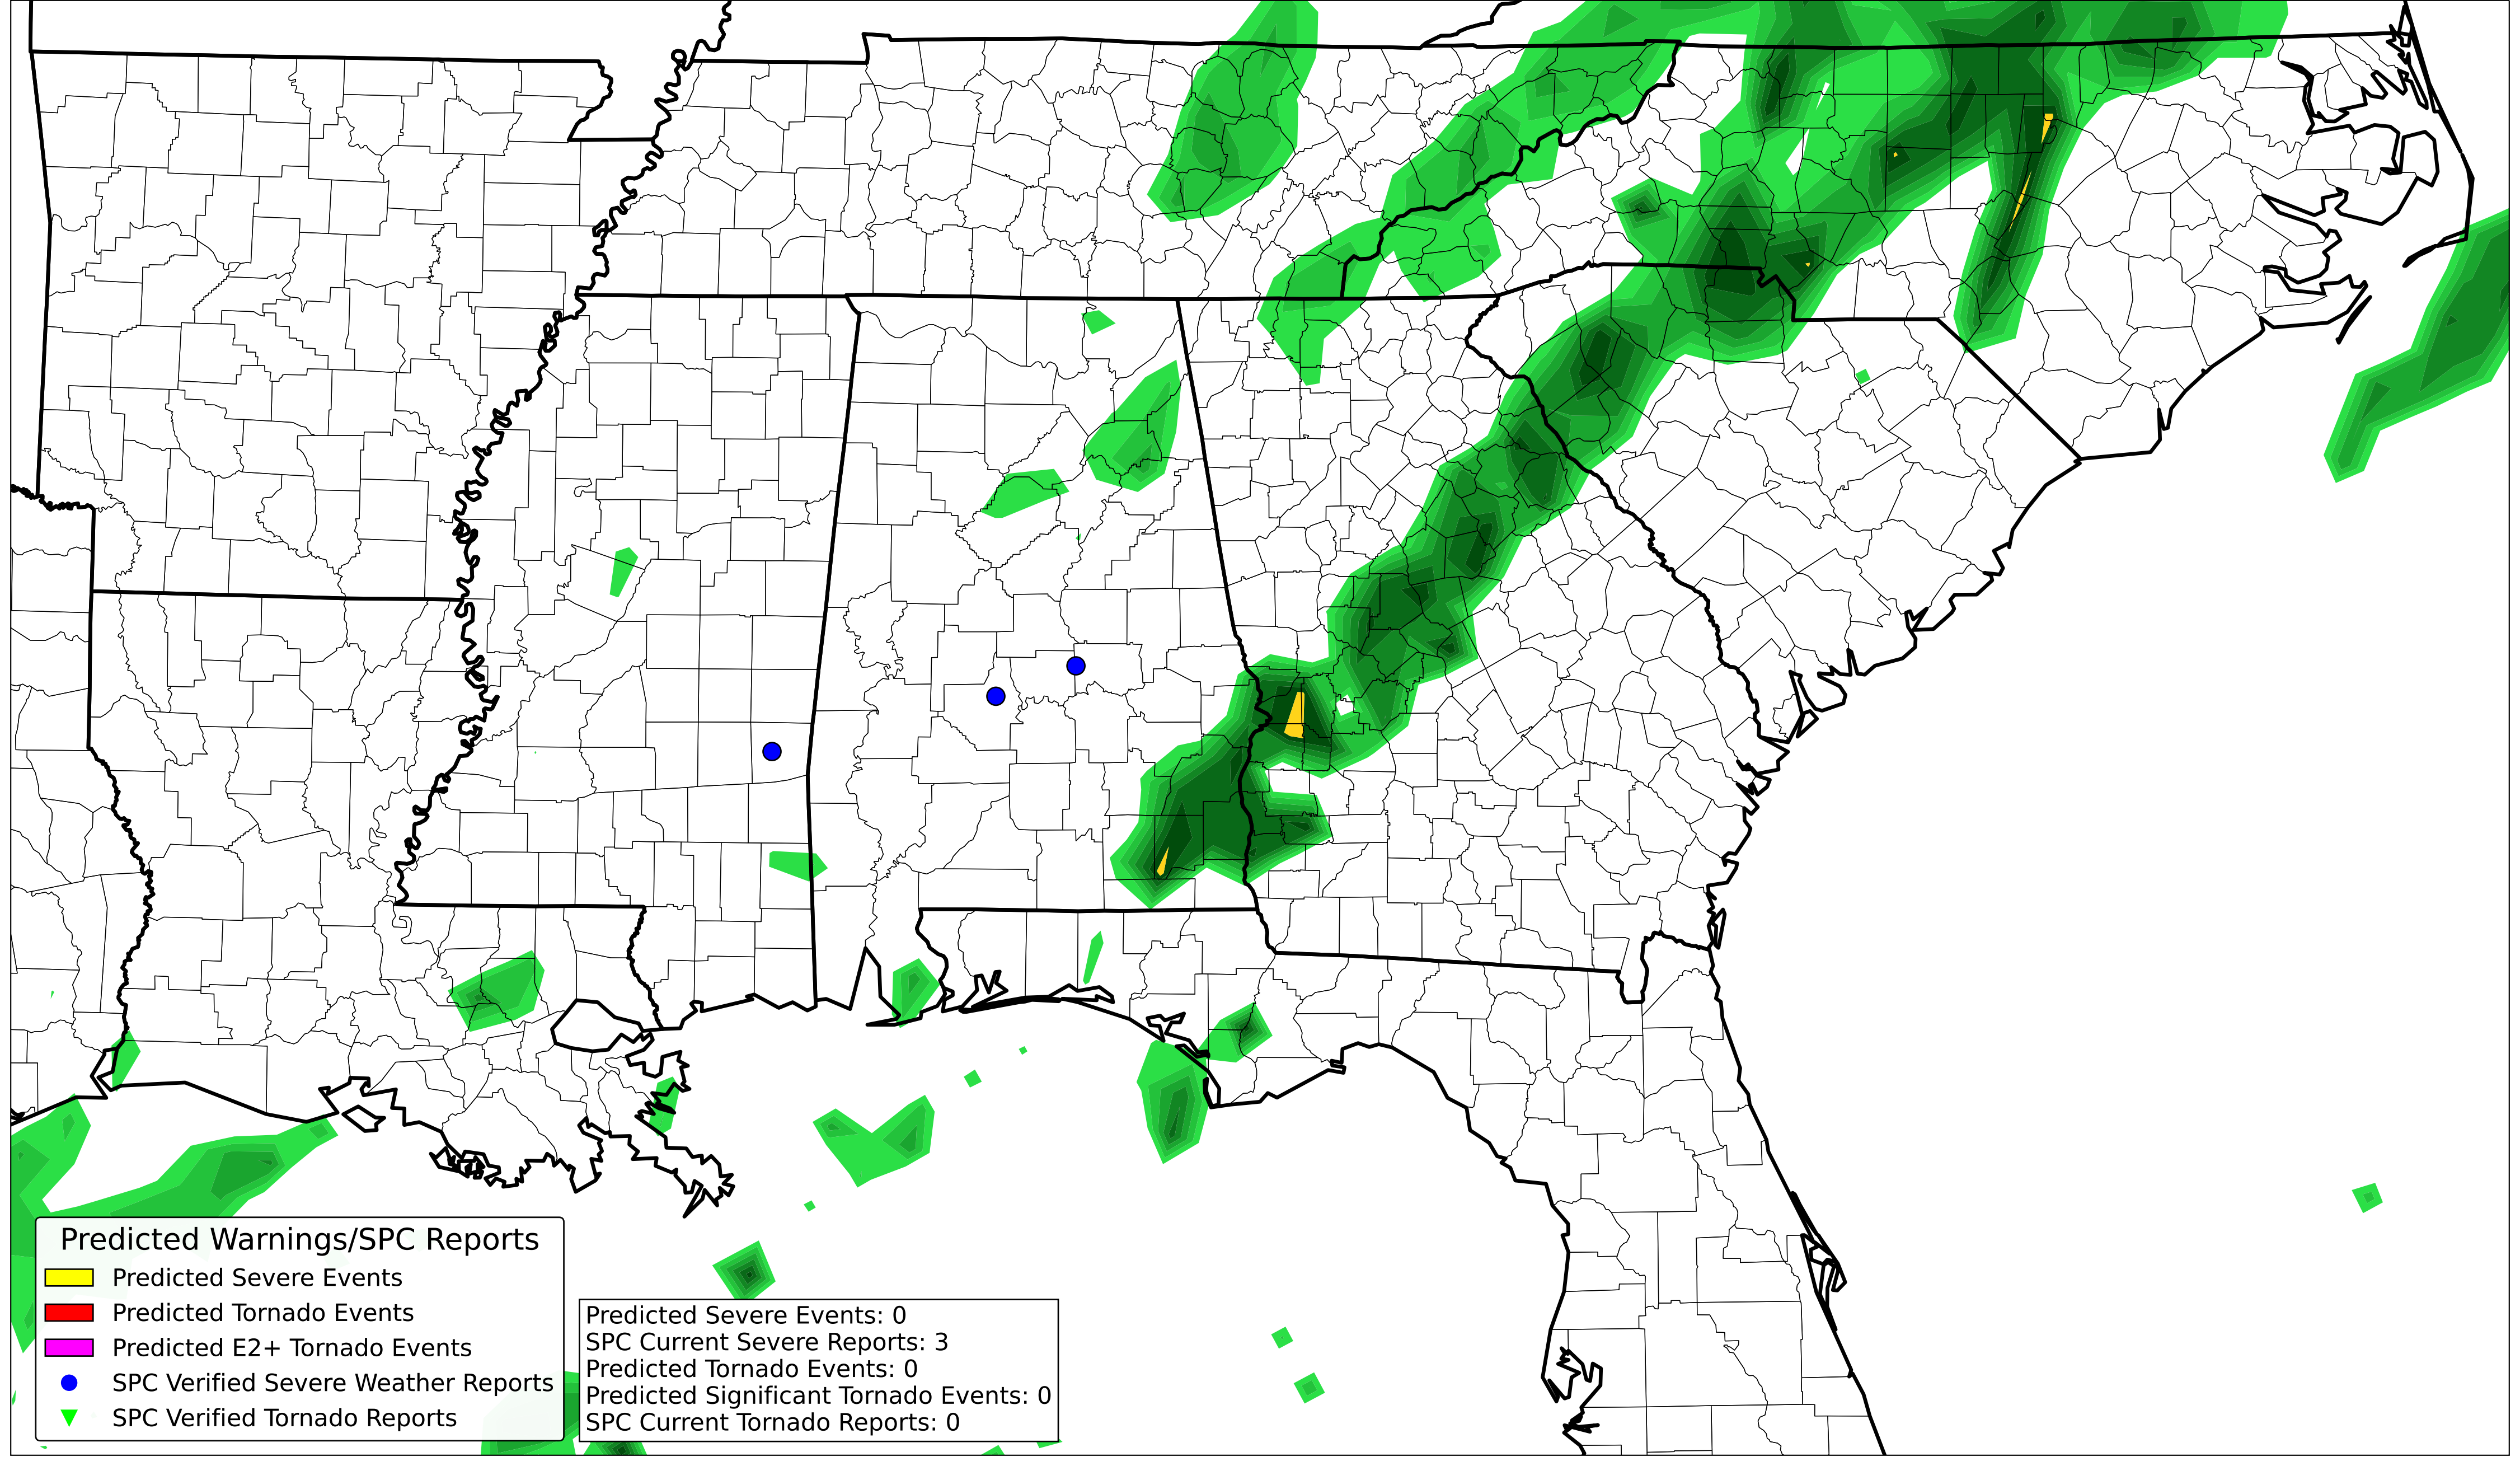 Predicted Warnings/SPC Reports
Predicted Severe Events
Predicted Tornado Events
Predicted E2+ Tornado Events
SPC Verified Severe Weather Reports
SPC Verified Tornado Reports
Predicted Severe Events: 0
SPC Current Severe Reports: 3
Predicted Tornado Events: 0
Predicted Significant Tornado Events: 0
SPC Current Tornado Reports: 0